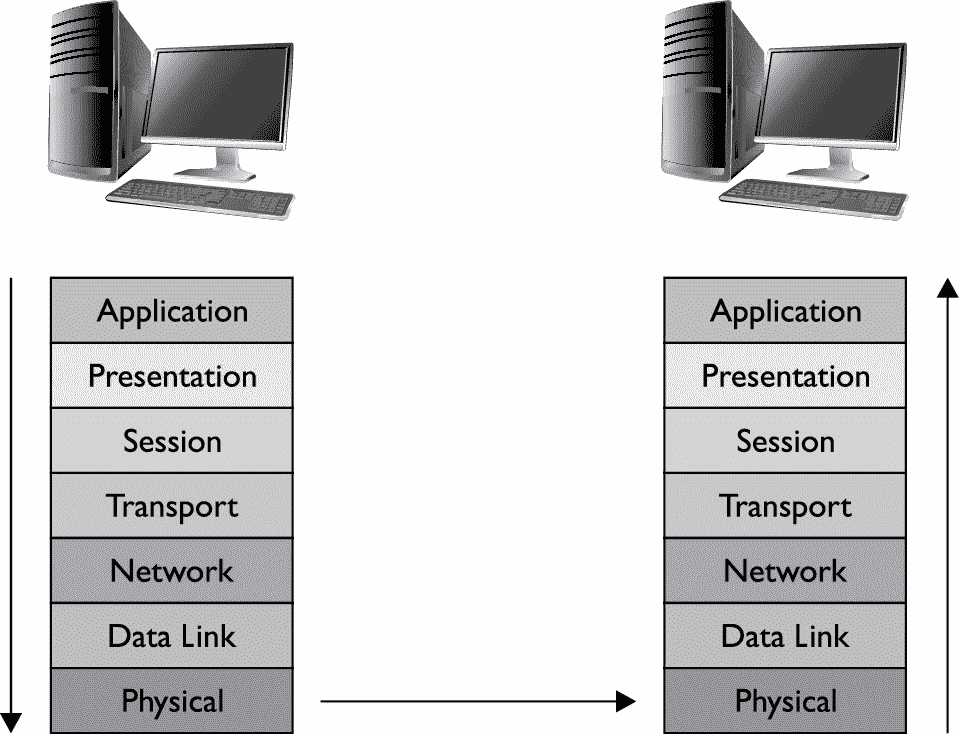 Application
Presentation
Session
Transport
Network
Data Link
Physical
Application
Presentation
Session
Transport
Network
Data Link
Physical